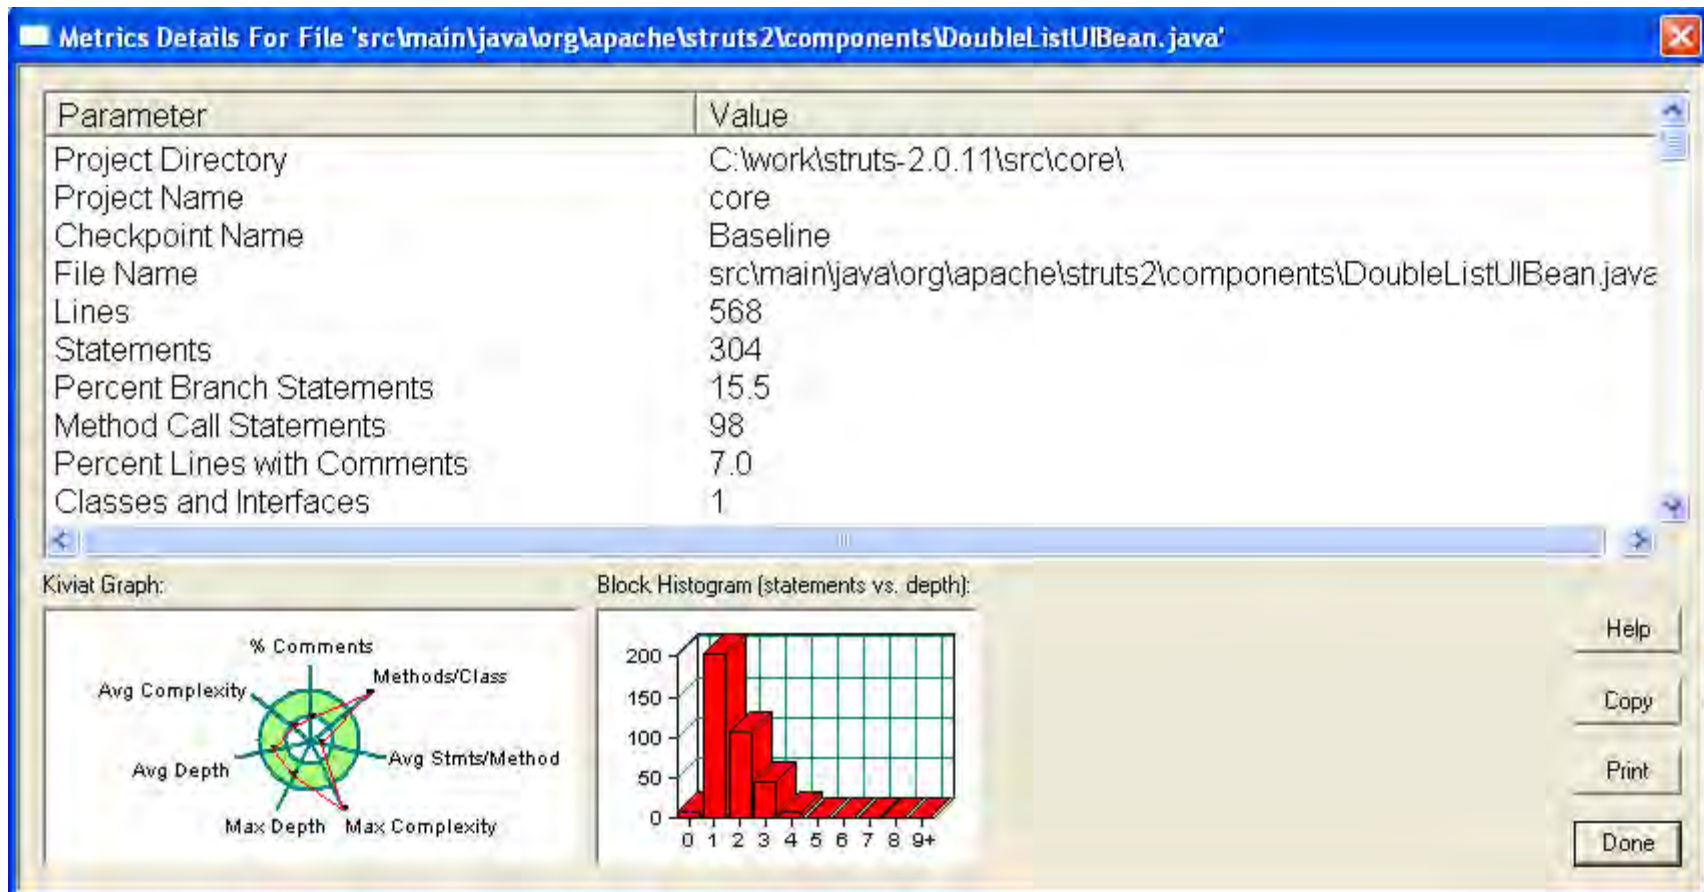 Metrics Details For File 'src\main\java\org\apache\struts2\components\DoubleListUIBean.java'
Parameter Value
Project Directory C:\work\struts-2.0.11\src\core\
Project Name core
Checkpoint Name Baseline
File Name src\main\java\org\apache\struts2\components\DoubleListUIBean.java
Lines 568
Statements 304
Percent Branch Statements 15.5
Method Call Statements 98
Percent Lines with Comments 7.0
Classes and Interfaces 1
Kiviat Graph: Block Histogram (statements vs. depth):
% Comments
Methods/Class
Avg Complexity
Avg Stmts/Method
Avg Depth
Max Depth Max Complexity
200
150
100
50
0
0 1 2 3 4 5 6 7 8 9+
Help
Copy
Print
Done